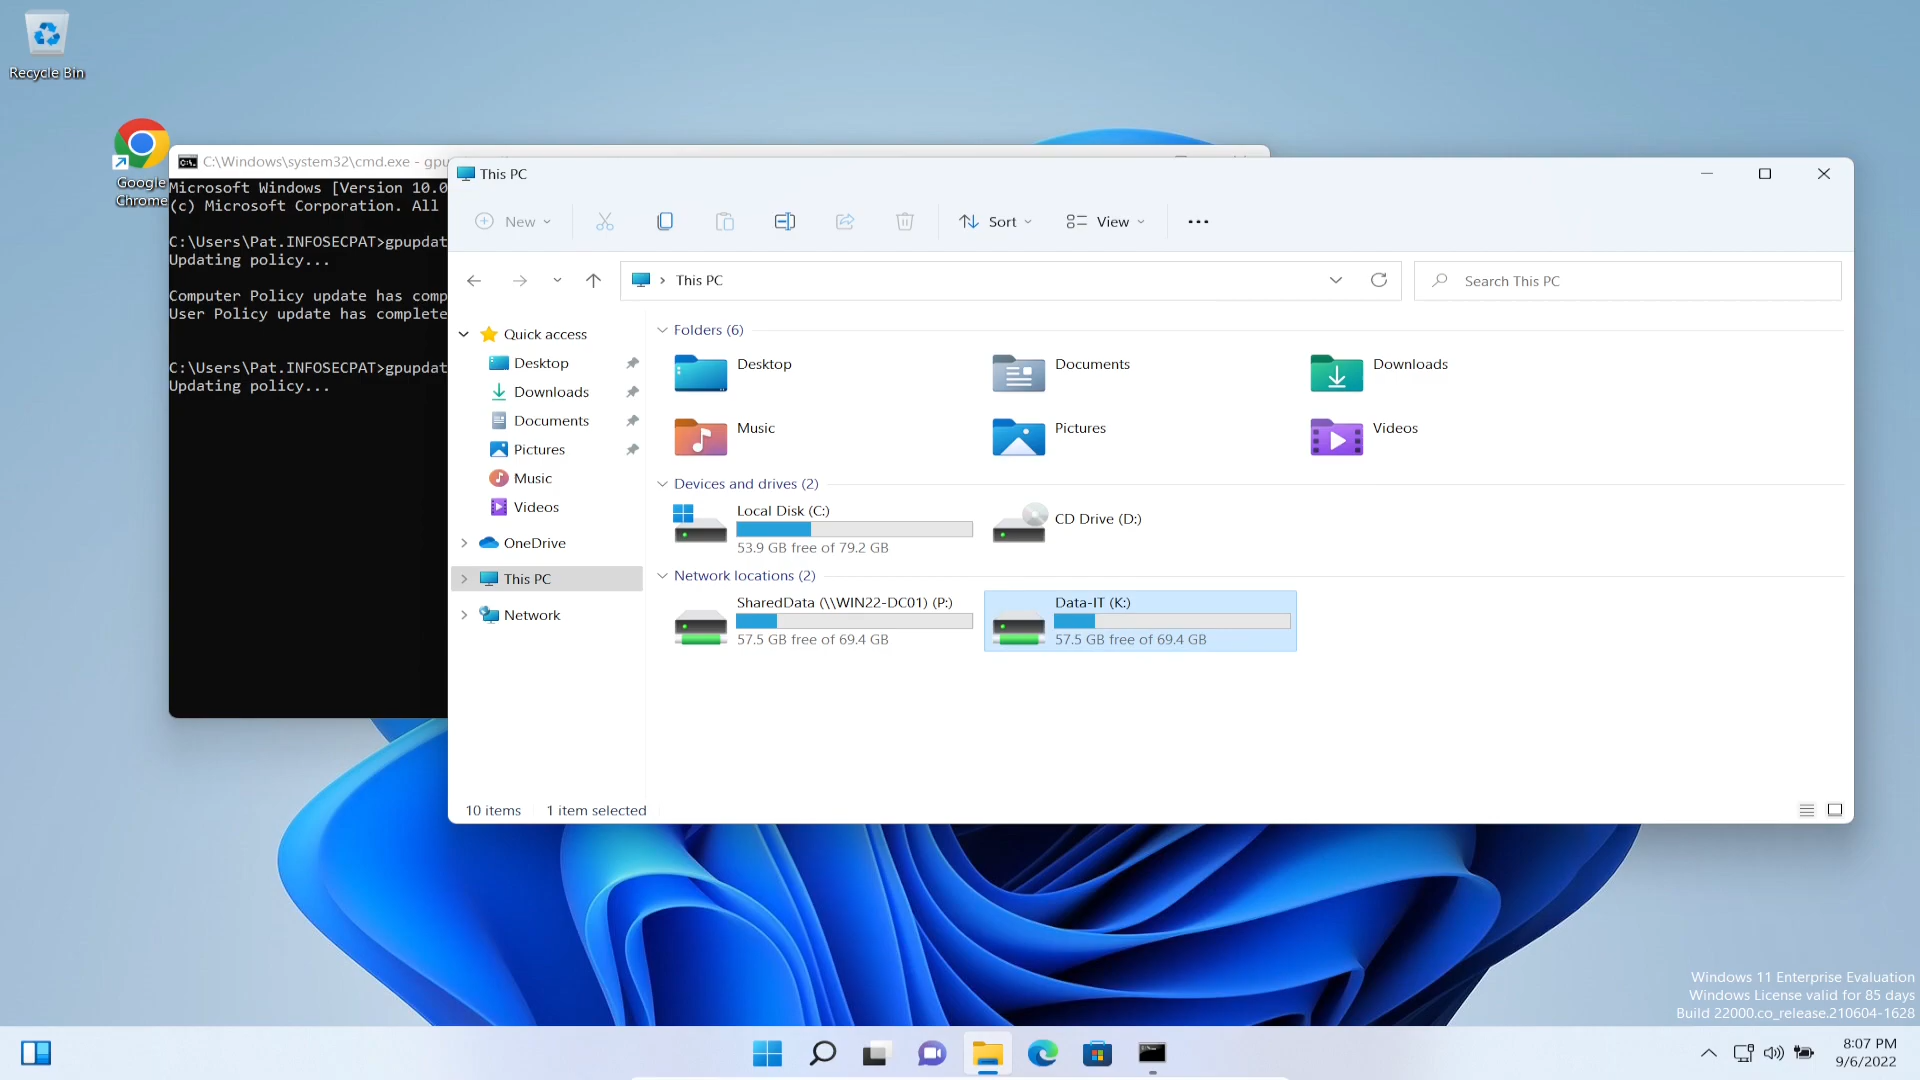 Recycle Bin
Google
Chrome
C:\Windows\system32\cmd.exe - gpu
Microsoft Windows [Version 10.0
(c) Microsoft Corporation. All
C:\Users\Pat.INFOSECPAT>gpupdat
Updating policy...
Computer Policy update has comp
User Policy update has complete
C:\Users\Pat.INFOSECPAT>gpupdat
Updating policy...
This PC
New
Sort
View
This PC
Search This PC
Quick access
Desktop
Downloads
Documents
Pictures
Music
Videos
OneDrive
This PC
Network
Folders (6)
Desktop
Documents
Downloads
Music
Pictures
Videos
Devices and drives (2)
Local Disk (C:)
53.9 GB free of 79.2 GB
CD Drive (D:)
Network locations (2)
SharedData (\\WIN22-DC01) (P:)
57.5 GB free of 69.4 GB
Data-IT (K:)
57.5 GB free of 69.4 GB
10 items
1 item selected
Windows 11 Enterprise Evaluation
Windows License valid for 85 days
Build 22000.co_release.210604-1628
8:07 PM
9/6/2022